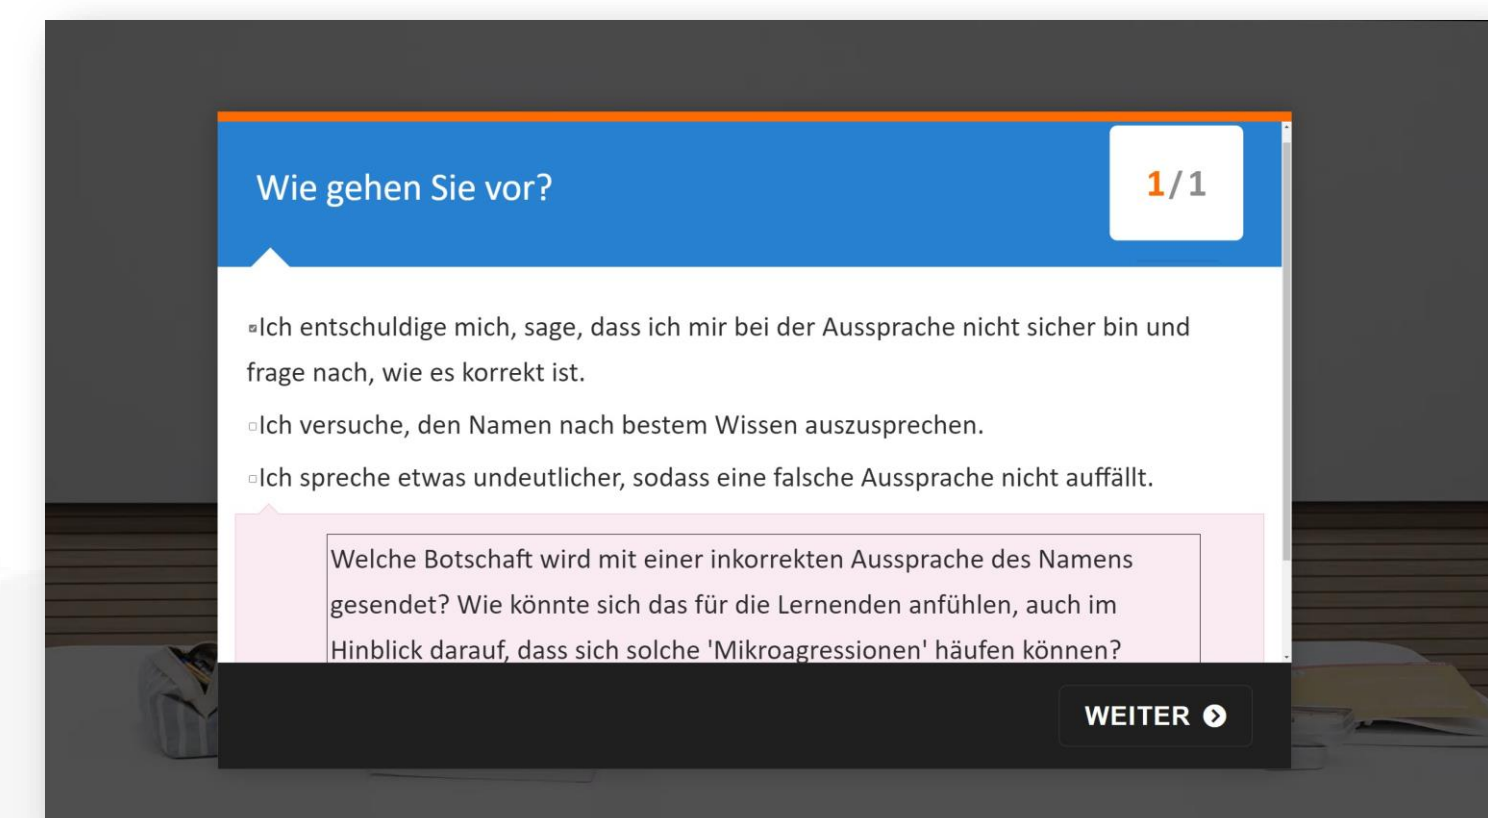 Wie gehen Sie vor?
1/1
Ich entschuldige mich, sage, dass ich mir bei der Aussprache nicht sicher bin und
frage nach, wie es korrekt ist.
Ich versuche, den Namen nach bestem Wissen auszusprechen.
Ich spreche etwas undeutlicher, sodass eine falsche Aussprache nicht auffällt.
Welche Botschaft wird mit einer inkorrekten Aussprache des Namens
gesendet? Wie könnte sich das für die Lernenden anfühlen, auch im
Hinblick darauf, dass sich solche 'Mikroagressionen' häufen können?
WEITER